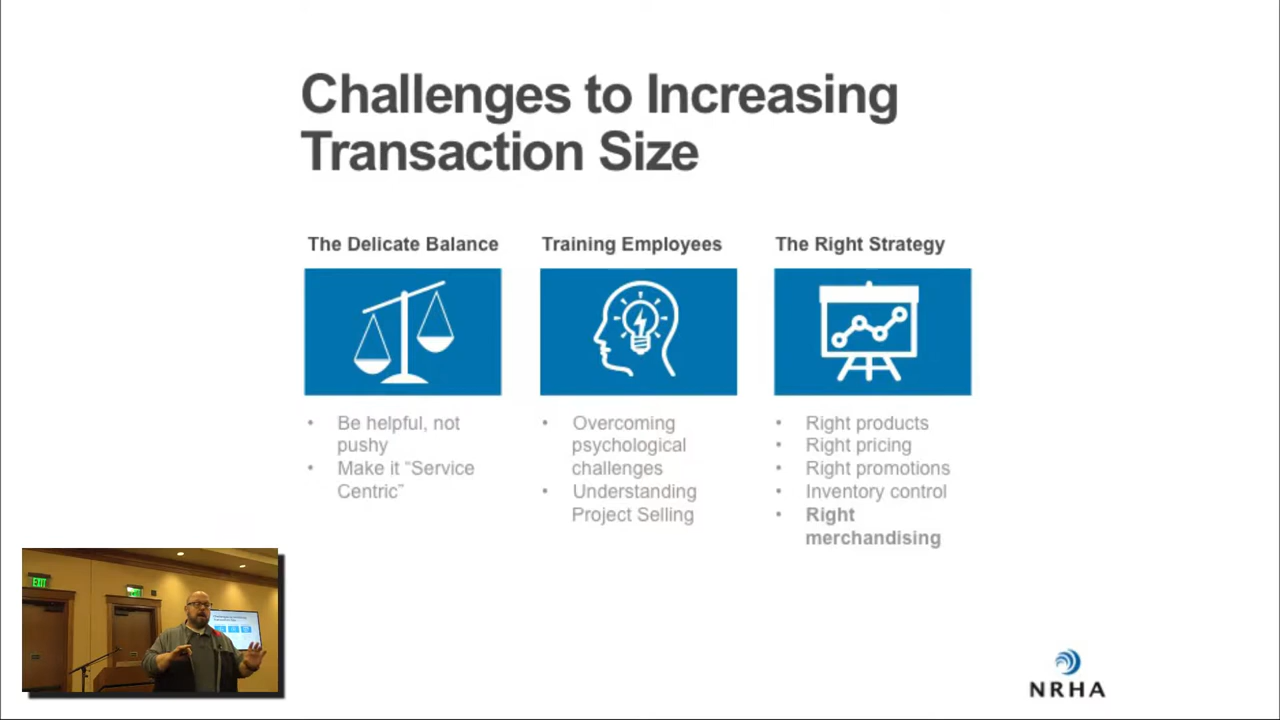 Challenges to Increasing
Transaction Size
The Delicate Balance
• Be helpful, not
pushy
• Make it “Service
Centric”
Training Employees
• Overcoming
psychological
challenges
• Understanding
Project Selling
The Right Strategy
• Right products
• Right pricing
• Right promotions
• Inventory control
• Right
merchandising
EXIT
NRHA